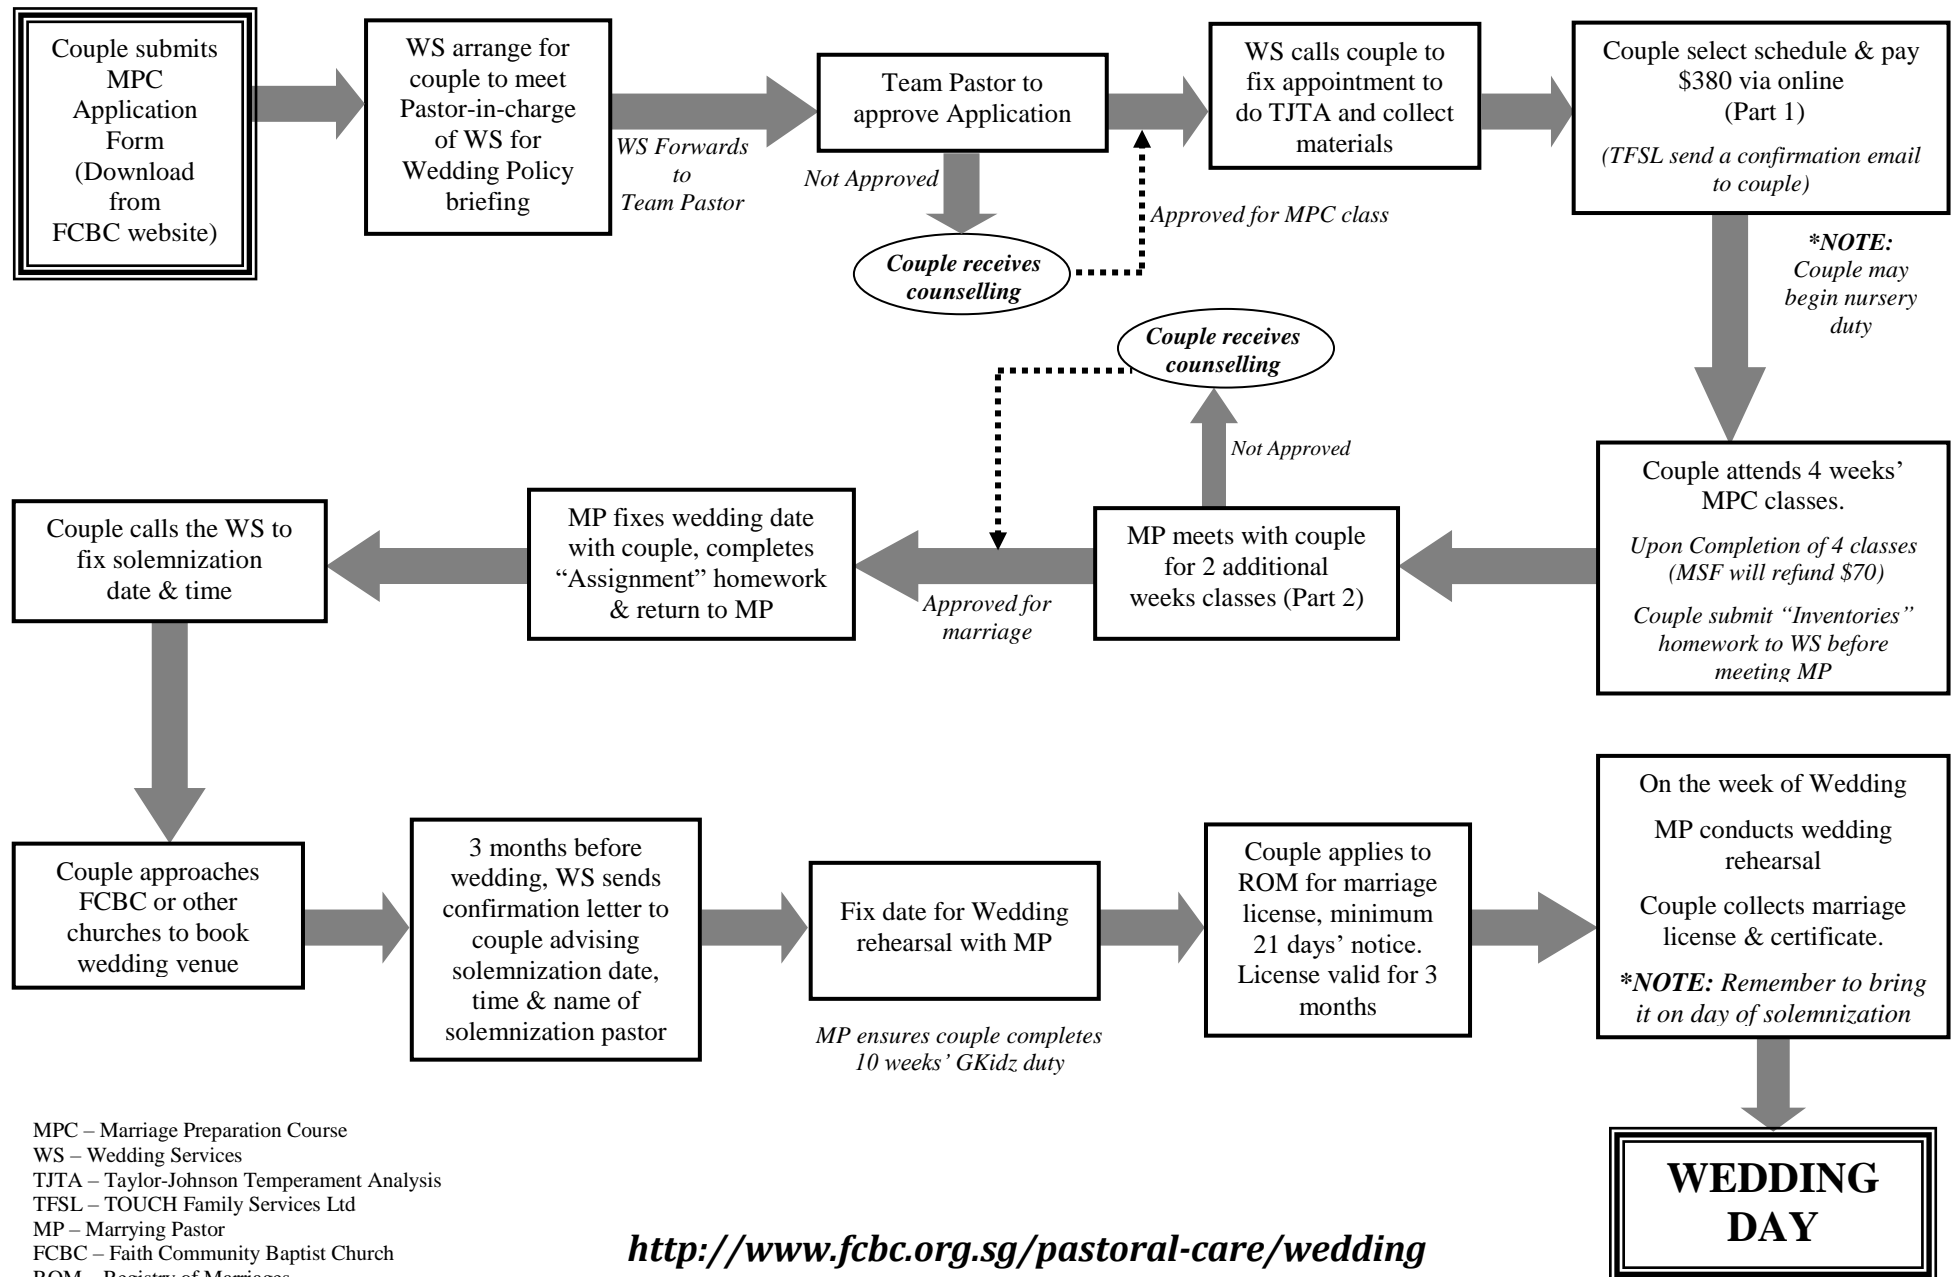 Couple submits
MPC
Application
Form
(Download
from
FCBC website)
WS arrange for
couple to meet
Pastor-in-charge
of WS for
Wedding Policy
briefing
WS Forwards
to
Team Pastor
Team Pastor to
approve Application
Not Approved
Couple receives
counselling
Approved for MPC class
WS calls couple to
fix appointment to
do TJTA and collect
materials
Couple select schedule & pay
$380 via online
(Part 1)
(TFSL send a confirmation email
to couple)
*NOTE:
Couple may
begin nursery
duty
Couple attends 4 weeks’
MPC classes.
Upon Completion of 4 classes
(MSF will refund $70)
Couple submit “Inventories”
homework to WS before
meeting MP
MP meets with couple
for 2 additional
weeks classes (Part 2)
Not Approved
Couple receives
counselling
Approved for
marriage
MP fixes wedding date
with couple, completes
“Assignment” homework
& return to MP
Couple calls the WS to
fix solemnization
date & time
Couple approaches
FCBC or other
churches to book
wedding venue
3 months before
wedding, WS sends
confirmation letter to
couple advising
solemnization date,
time & name of
solemnization pastor
Fix date for Wedding
rehearsal with MP
MP ensures couple completes
10 weeks’ GKidz duty
Couple applies to
ROM for marriage
license, minimum
21 days’ notice.
License valid for 3
months
On the week of Wedding
MP conducts wedding
rehearsal
Couple collects marriage
license & certificate.
*NOTE: Remember to bring
it on day of solemnization
WEDDING
DAY
MPC – Marriage Preparation Course
WS – Wedding Services
TJTA – Taylor-Johnson Temperament Analysis
TFSL – TOUCH Family Services Ltd
MP – Marrying Pastor
FCBC – Faith Community Baptist Church
ROM – Registry of Marriages
http://www.fcbc.org.sg/pastoral-care/wedding